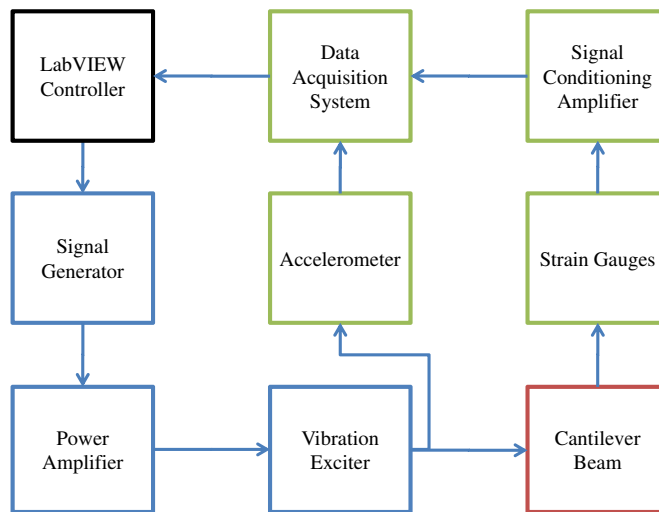 LabVIEW
Controller
Data
Acquisition
System
Signal
Conditioning
Amplifier
Signal
Generator
Accelerometer
Strain Gauges
Power
Amplifier
Vibration
Exciter
Cantilever
Beam